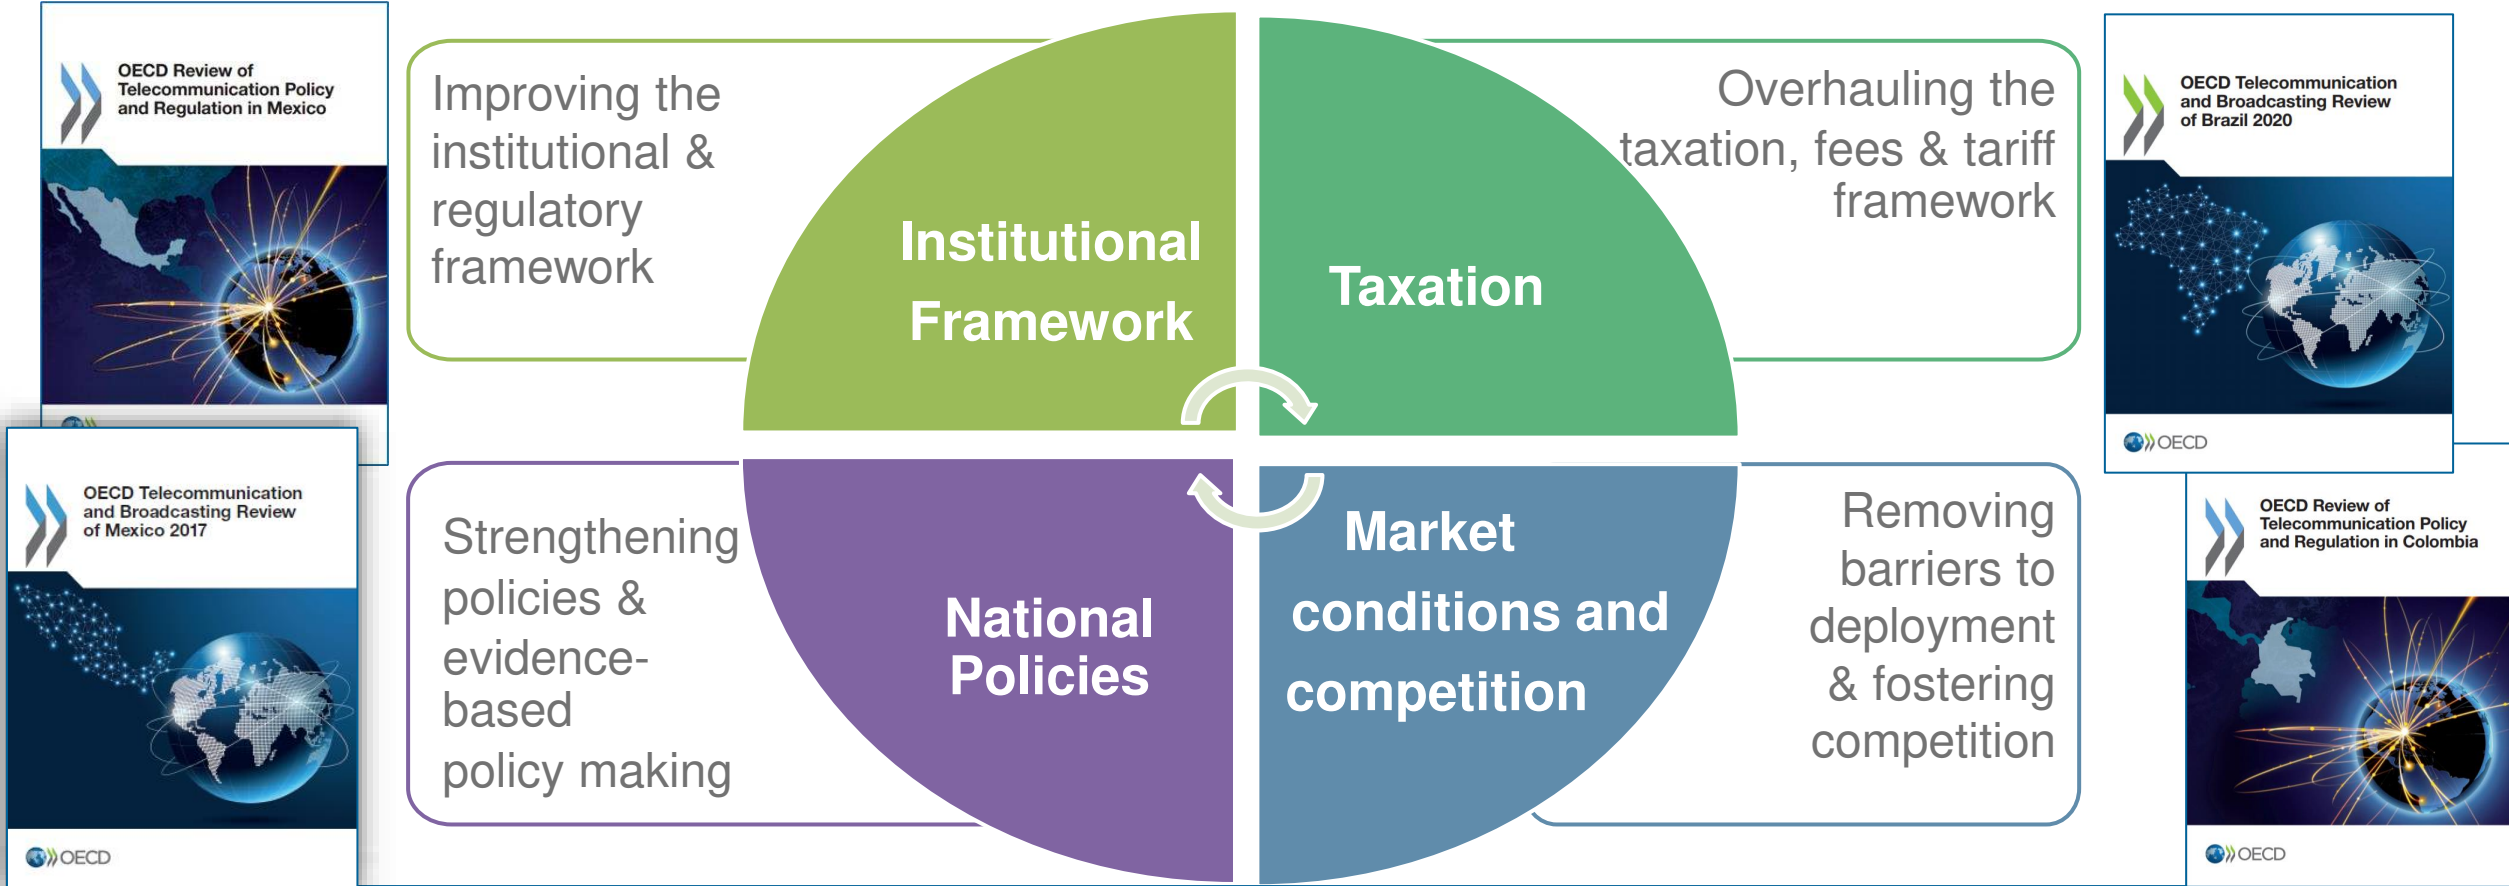 OECD Review of
Telecommunication Policy
and Regulation in Mexico
Improving the
institutional &
regulatory
framework
Institutional
Framework
Taxation
Overhauling the
taxation, fees & tariff
framework
OECD Telecommunication
and Broadcasting Review
of Brazil 2020
OECD
OECD Telecommunication
and Broadcasting Review
of Mexico 2017
OECD
Strengthening
policies &
evidence-
based
policy making
National
Policies
Market
conditions and
competition
Removing
barriers to
deployment
& fostering
competition
OECD Review of
Telecommunication Policy
and Regulation in Colombia
OECD